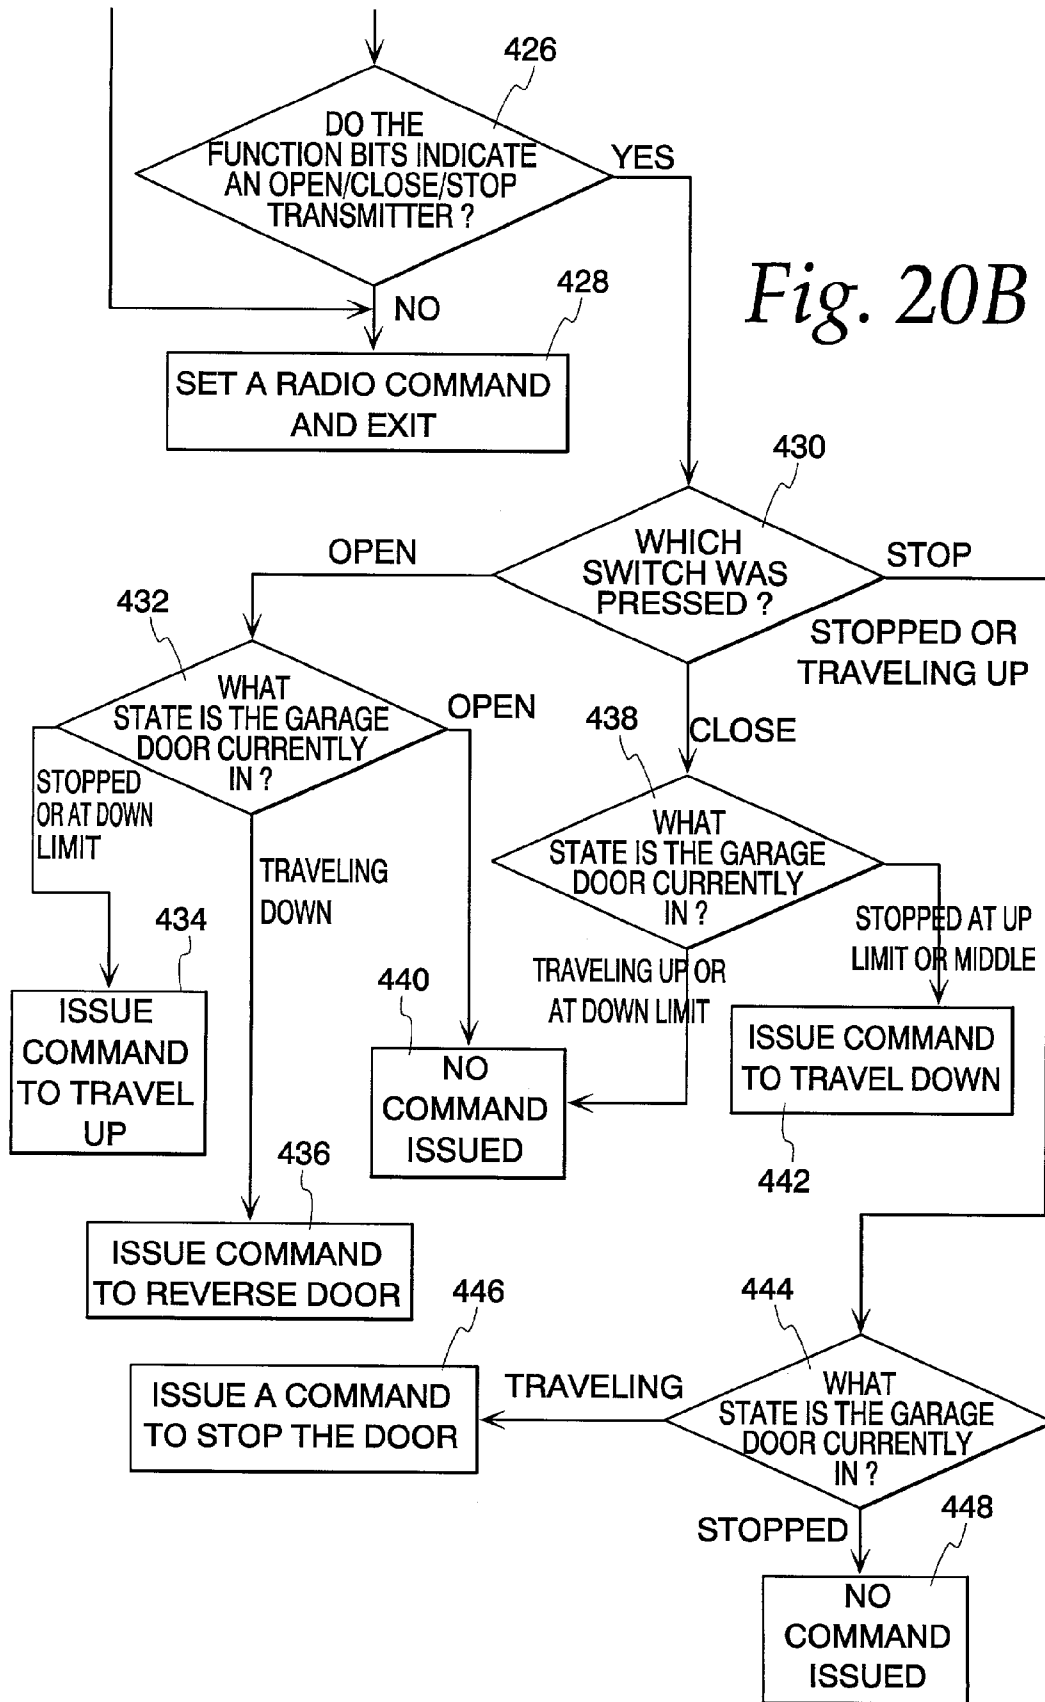 426
DO THE
FUNCTION BITS INDICATE
AN OPEN/CLOSE/STOP
TRANSMITTER ?
YES
NO
428
Fig. 20B
SET A RADIO COMMAND
AND EXIT
430
WHICH
SWITCH WAS
PRESSED ?
OPEN
STOP
STOPPED OR
TRAVELING UP
CLOSE
432
WHAT
STATE IS THE GARAGE
DOOR CURRENTLY
IN ?
OPEN
STOPPED
OR AT DOWN
LIMIT
TRAVELING
DOWN
438
WHAT
STATE IS THE GARAGE
DOOR CURRENTLY
IN ?
STOPPED AT UP
LIMIT OR MIDDLE
TRAVELING UP OR
AT DOWN LIMIT
434
ISSUE
COMMAND
TO TRAVEL
UP
440
NO
COMMAND
ISSUED
ISSUE COMMAND
TO TRAVEL DOWN
442
436
ISSUE COMMAND
TO REVERSE DOOR
446
ISSUE A COMMAND
TO STOP THE DOOR
TRAVELING
444
WHAT
STATE IS THE GARAGE
DOOR CURRENTLY
IN ?
STOPPED
448
NO
COMMAND
ISSUED